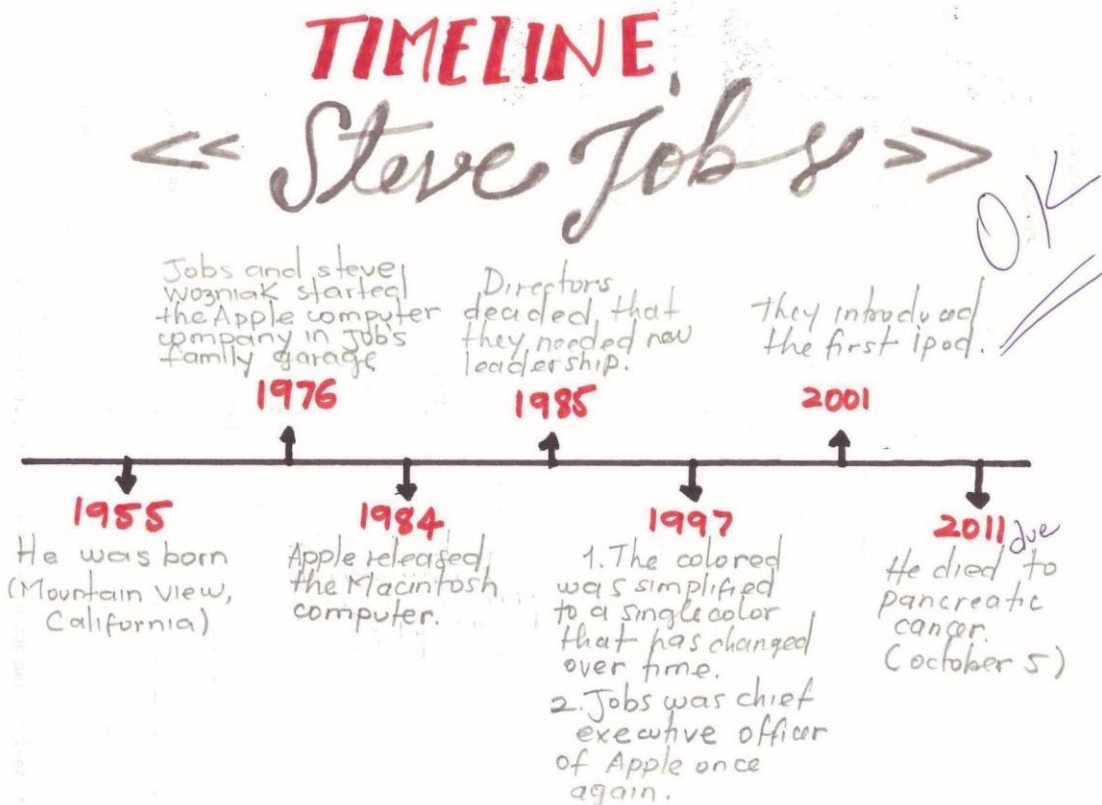 TIMELINE
<< Steve Jobs >>
O.K
Jobs and steve
wozniak started
the Apple computer
company in Job's
family garage
1976
Directors
decided, that
they needed new
leadership.
1985
They introduced
the first ipod.
2001
1955
He was born
(Mountain view,
California)
1984
Apple released
the Macintosh
computer.
1997
1. The colored
was simplified
to a single color
that has changed
over time.
2. Jobs was chief
executive officer
of Apple once
again.
2011
due
He died to
pancreatic
cancer.
(october 5)